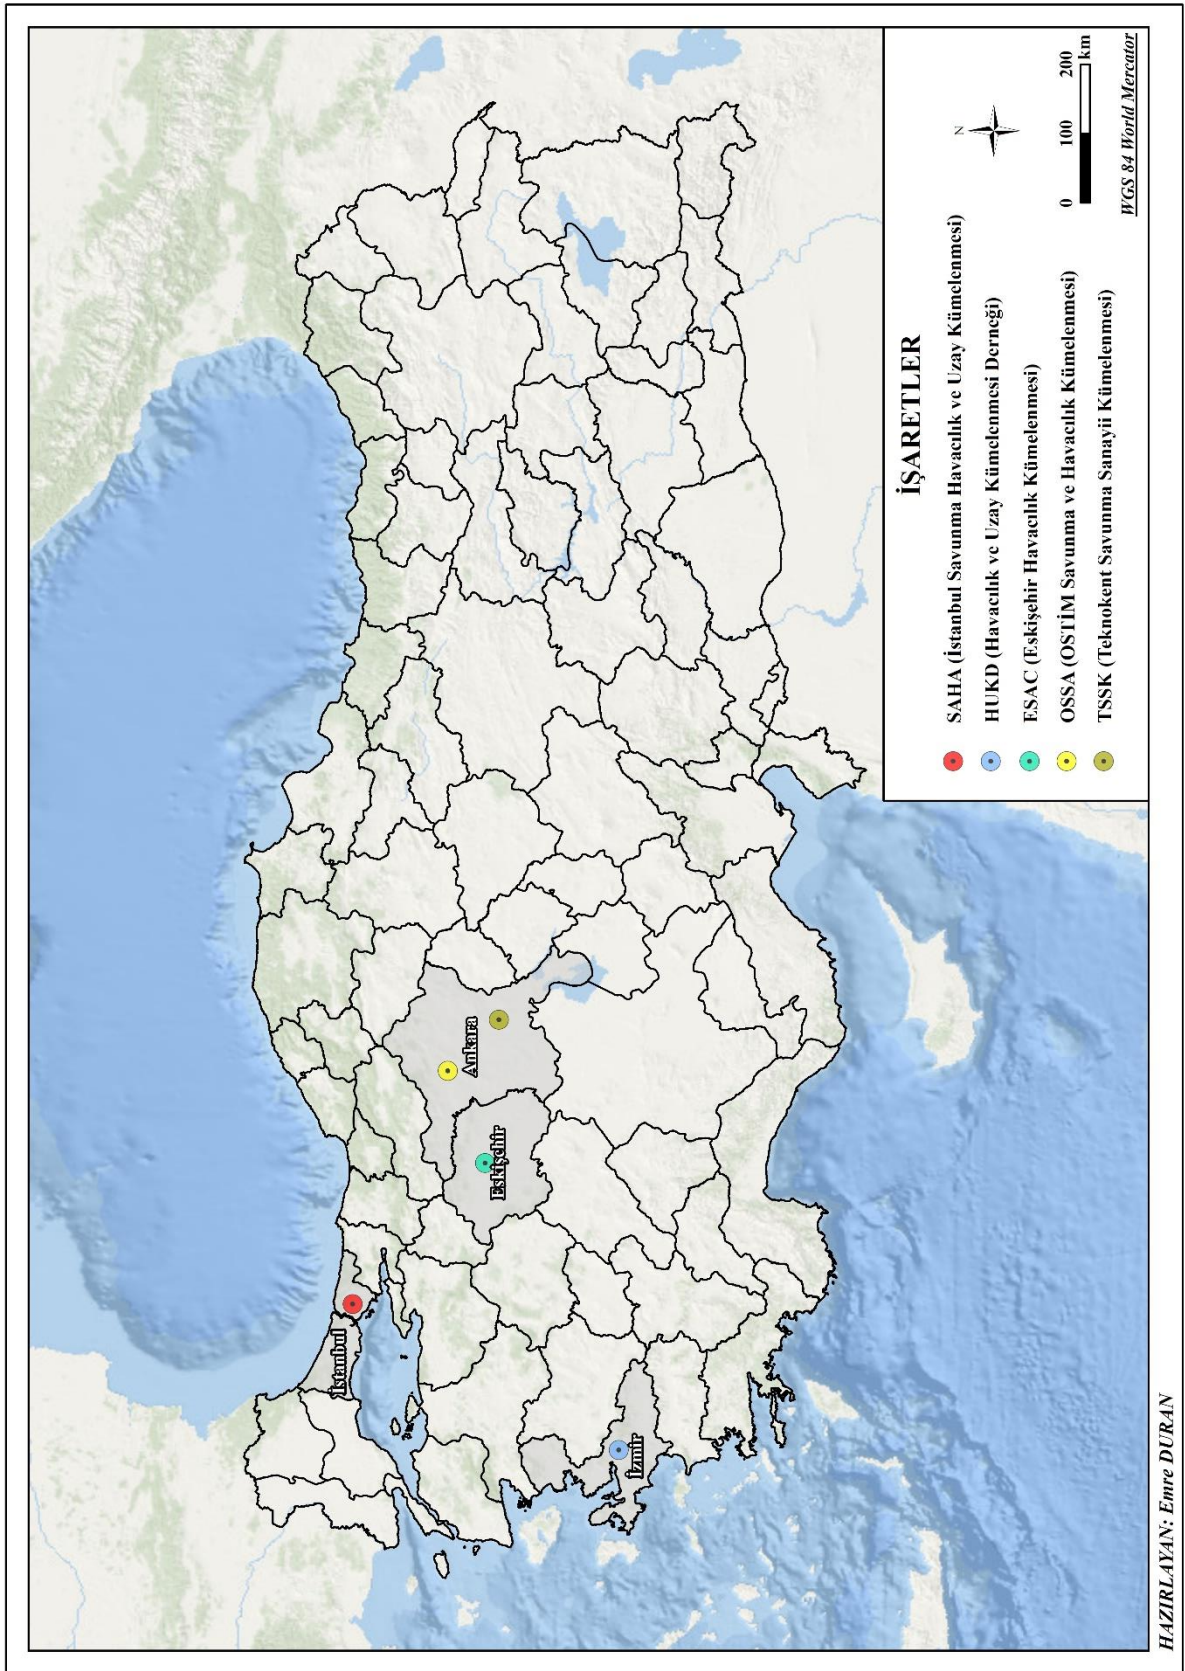 İstanbul
Ankara
Eskişehir
İzmir
İŞARETLER
SAHA (İstanbul Savunma Havacılık ve Uzay Kümelenmesi)
HUKD (Havacılık ve Uzay Kümelenmesi Derneği)
ESAC (Eskişehir Havacılık Kümelenmesi)
OSSA (OSTİM Savunma ve Havacılık Kümelenmesi)
TSSK (Teknokent Savunma Sanayii Kümelenmesi)
N
0 100 200
km
WGS 84 World Mercator
HAZIRLAYAN: Emre DURAN